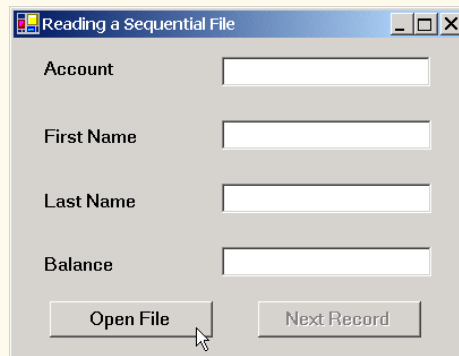 Reading a Sequential File
Account
First Name
Last Name
Balance
Open File Next Record